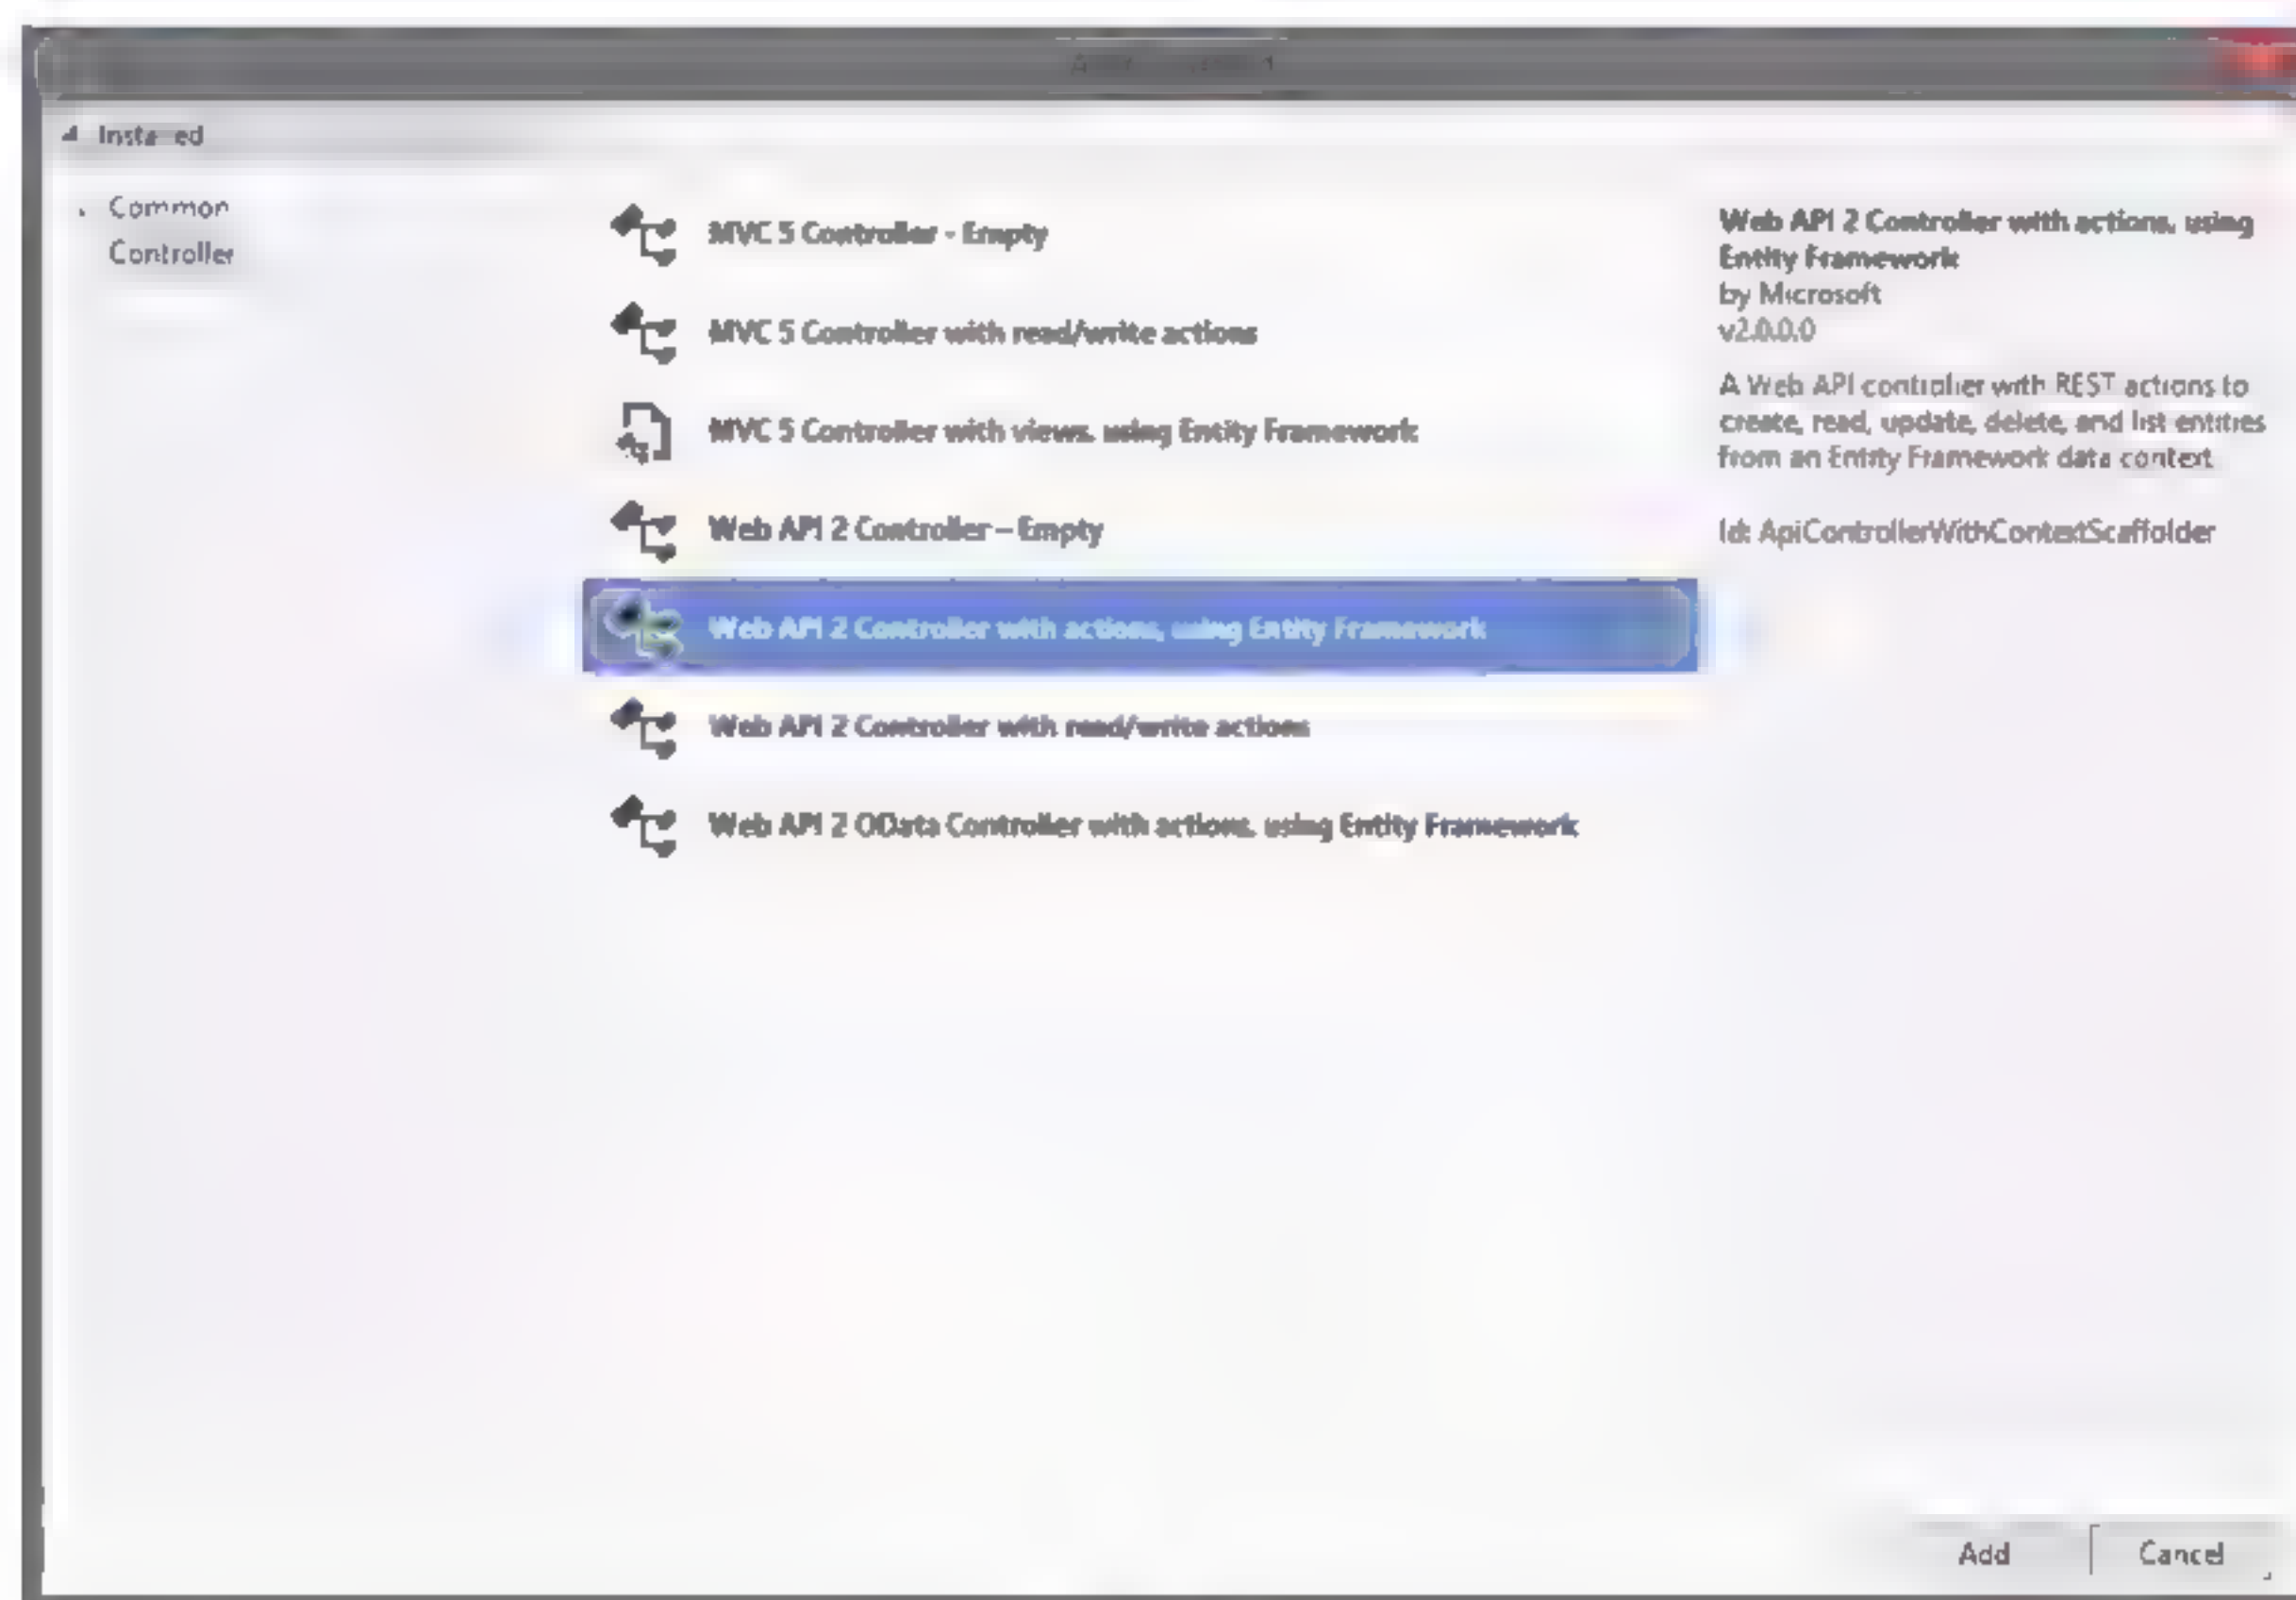 Installed
Common
Controller
MVC 5 Controller - Empty
MVC 5 Controller with read/write actions
MVC 5 Controller with views, using Entity Framework
Web API 2 Controller – Empty
Web API 2 Controller with actions, using Entity Framework
Web API 2 Controller with read/write actions
Web API 2 OData Controller with actions, using Entity Framework
Web API 2 Controller with actions, using
Entity Framework
by Microsoft
v2.0.0.0
A Web API controller with REST actions to
create, read, update, delete, and list entities
from an Entity Framework data context.
Id: ApiControllerWithContextScaffolder
Add
Cancel